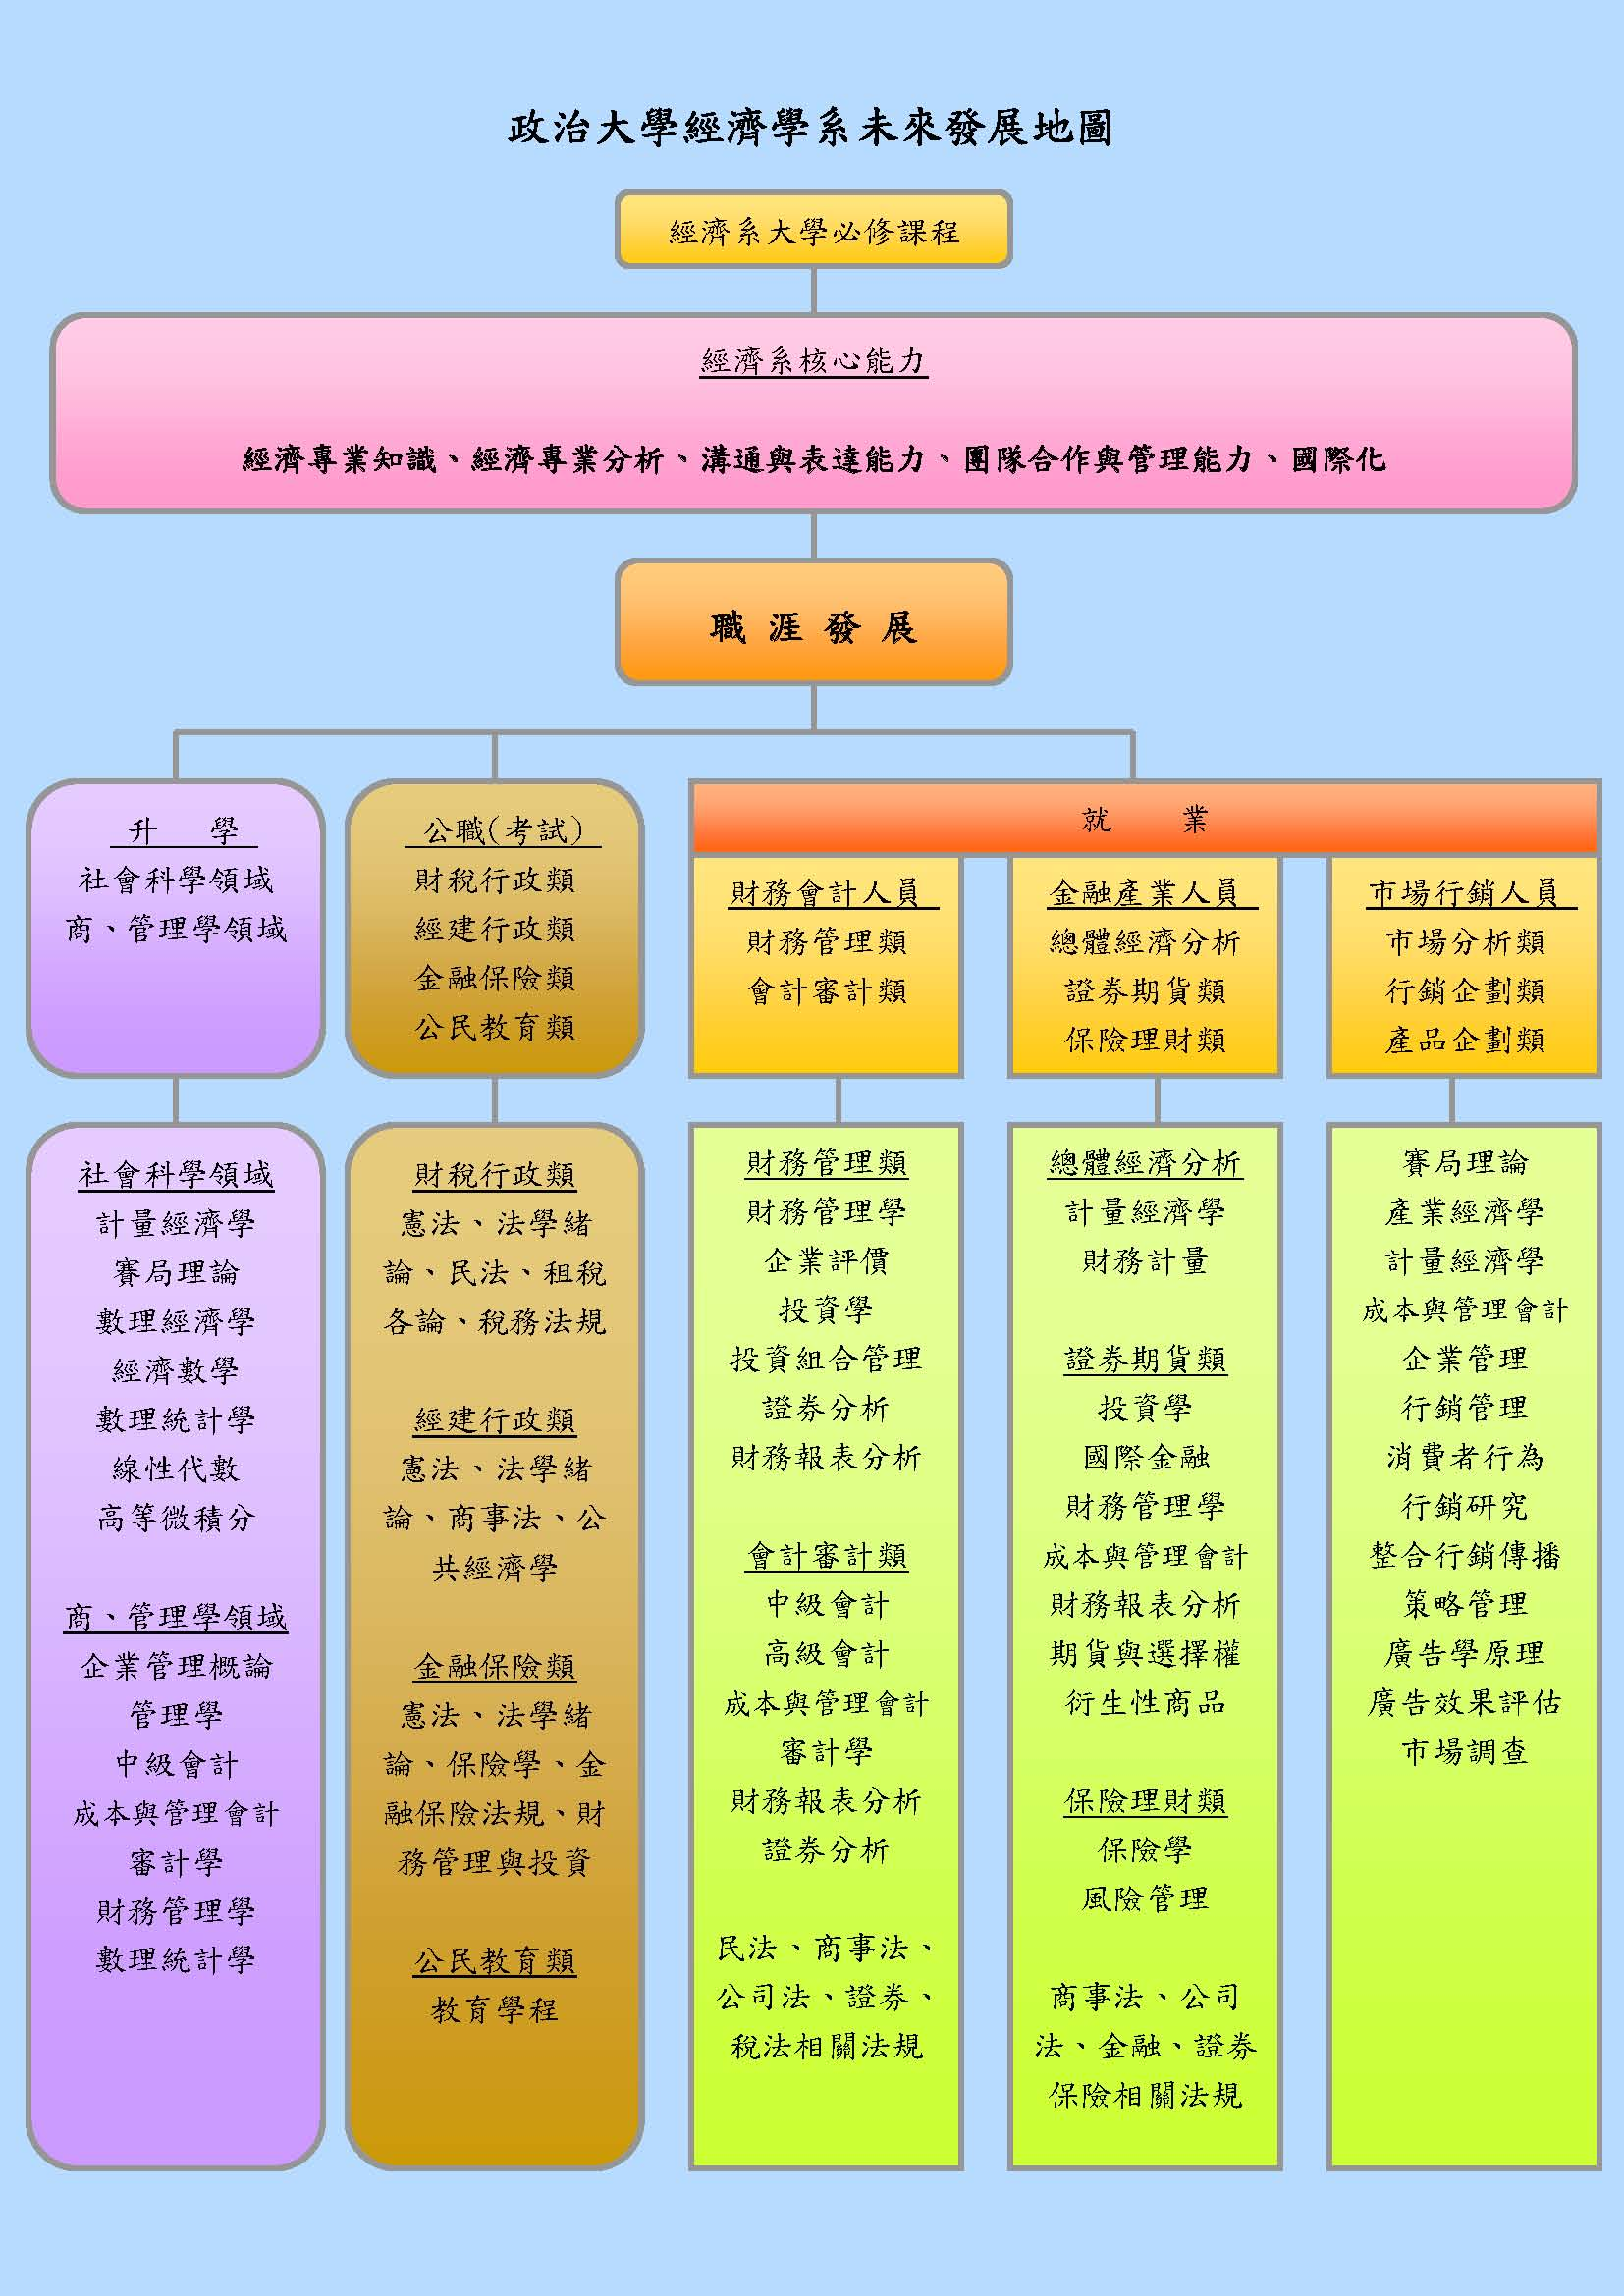 政治大學經濟學系未來發展地圖
經濟系大學必修課程
經濟系核心能力
經濟專業知識、經濟專業分析、溝通與表達能力、團隊合作與管理能力、國際化
職 涯 發 展
升 學
社會科學領域
商、管理學領域
公職(考試)
財稅行政類
經建行政類
金融保險類
公民教育類
就 業
財務會計人員
財務管理類
會計審計類
金融產業人員
總體經濟分析
證券期貨類
保險理財類
市場行銷人員
市場分析類
行銷企劃類
產品企劃類
社會科學領域
計量經濟學
賽局理論
數理經濟學
經濟數學
數理統計學
線性代數
高等微積分
商、管理學領域
企業管理概論
管理學
中級會計
成本與管理會計
審計學
財務管理學
數理統計學
財稅行政類
憲法、法學緒
論、民法、租稅
各論、稅務法規
經建行政類
憲法、法學緒
論、商事法、公
共經濟學
金融保險類
憲法、法學緒
論、保險學、金
融保險法規、財
務管理與投資
公民教育類
教育學程
財務管理類
財務管理學
企業評價
投資學
投資組合管理
證券分析
財務報表分析
會計審計類
中級會計
高級會計
成本與管理會計
審計學
財務報表分析
證券分析
民法、商事法、
公司法、證券、
稅法相關法規
總體經濟分析
計量經濟學
財務計量
證券期貨類
投資學
國際金融
財務管理學
成本與管理會計
財務報表分析
期貨與選擇權
衍生性商品
保險理財類
保險學
風險管理
商事法、公司
法、金融、證券
保險相關法規
賽局理論
產業經濟學
計量經濟學
成本與管理會計
企業管理
行銷管理
消費者行為
行銷研究
整合行銷傳播
策略管理
廣告學原理
廣告效果評估
市場調查